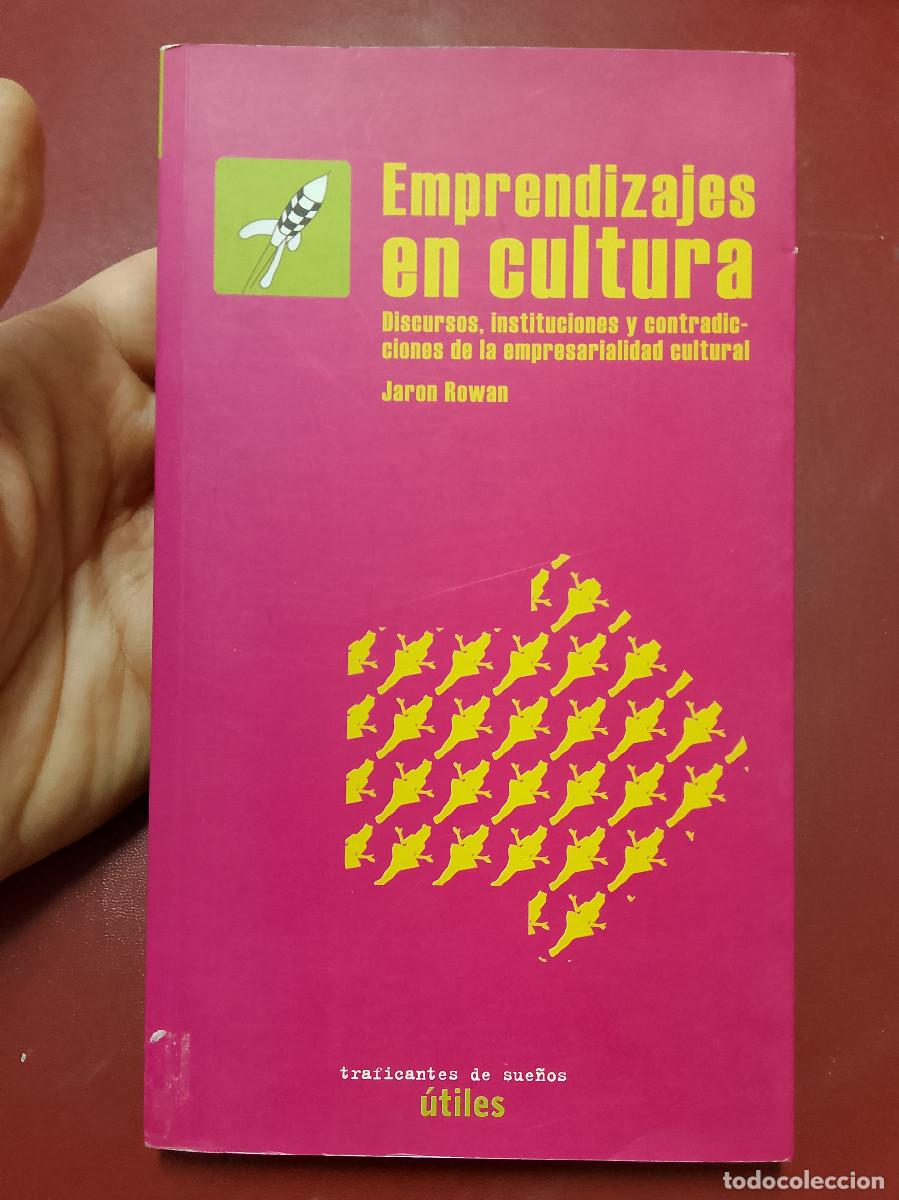 Emprendizajes
en cultura
Discursos, instituciones y contradic-
ciones de la empresarialidad cultural
Jaron Rowan
traficantes de sueños
útiles
todocoleccion